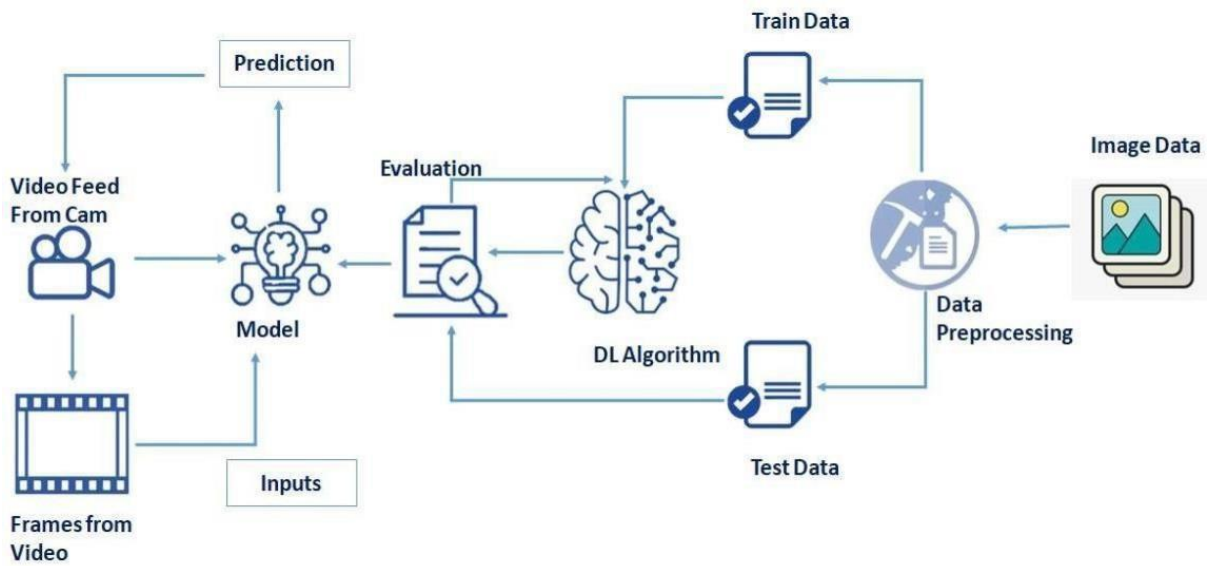 Train Data
Prediction
Image Data
Evaluation
Video Feed
From Cam
Model
Data
Preprocessing
DL Algorithm
Test Data
Inputs
Frames from
Video